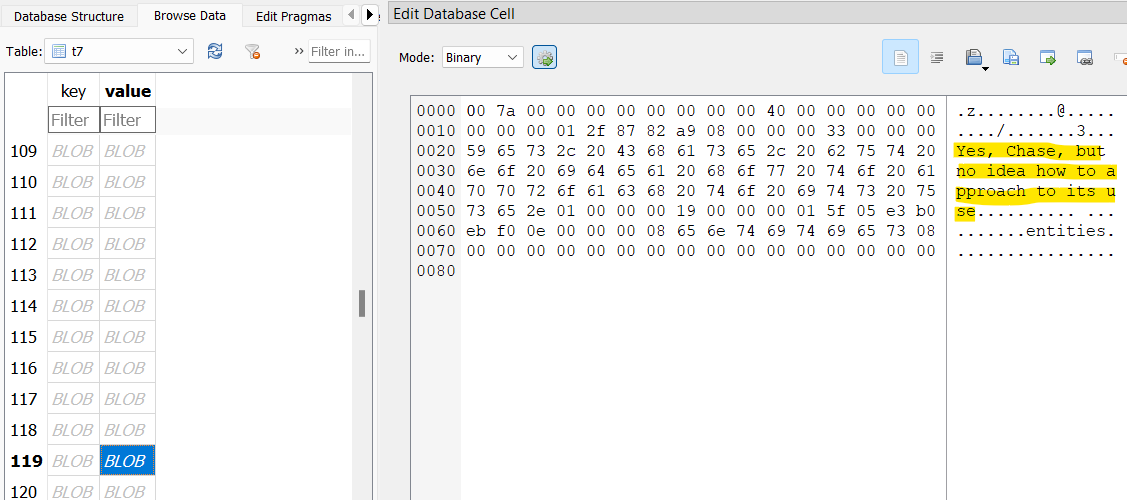 Database Structure Browse Data Edit Pragmas
Edit Database Cell
Table: t7 Filter in...
Mode: Binary
key value
Filter Filter
109 BLOB BLOB
110 BLOB BLOB
111 BLOB BLOB
112 BLOB BLOB
113 BLOB BLOB
114 BLOB BLOB
115 BLOB BLOB
116 BLOB BLOB
117 BLOB BLOB
118 BLOB BLOB
119 BLOB BLOB
120 BLOB BLOB
0000 00 7a 00 00 00 00 00 00 00 00 40 00 00 00 00 00 .z........@.....
0010 00 00 00 01 2f 87 82 a9 08 00 00 00 33 00 00 00 ..../.......3...
0020 59 65 73 2c 20 43 68 61 73 65 2c 20 62 75 74 20 Yes, Chase, but
0030 6e 6f 20 69 64 65 61 20 68 6f 77 20 74 6f 20 61 no idea how to a
0040 70 70 72 6f 61 63 68 20 74 6f 20 69 74 73 20 75 pproach to its u
0050 73 65 2e 01 00 00 00 19 00 00 00 01 5f 05 e3 b0 se.......... ...
0060 eb f0 0e 00 00 00 08 65 6e 74 69 74 69 65 73 08 .......entities.
0070 00 00 00 00 00 00 00 00 00 00 00 00 00 00 00 00 ................
0080